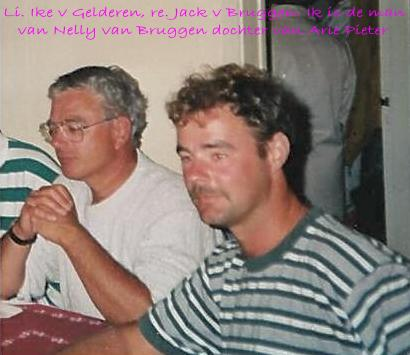 Li. Ike v Gelderen, re. Jack v Bruggen. Ik is de man
van Nelly van Bruggen dochter van Arie Pieter